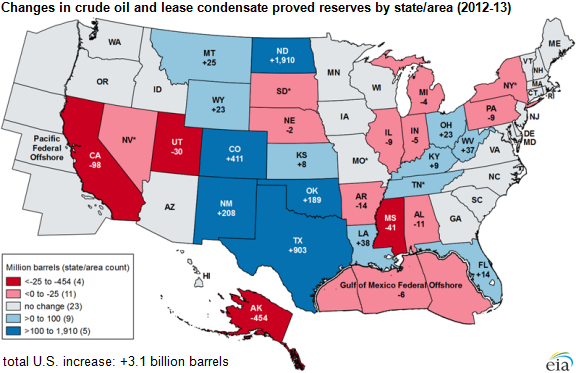 Changes in crude oil and lease condensate proved reserves by state/area (2012-13)
WA
OR
ID
MT
+25
ND
+1,910
MN
WI
MI
-4
ME
VT
NH
MA
CT
RI
NY*
SD*
WY
+23
NE
-2
IA
IL
-9
IN
-5
OH
+23
PA
-9
NJ
DE
MD
Pacific
Federal
Offshore
CA
-98
NV*
UT
-30
CO
+411
KS
+8
MO*
KY
+9
WV
+37
VA
AZ
NM
+208
OK
+189
AR
-14
TN*
NC
SC
TX
+903
LA
+38
MS
-41
AL
-11
GA
FL
+14
Gulf of Mexico Federal Offshore
-6
HI
AK
-454
Million barrels (state/area count)
<-25 to -454 (4)
<0 to -25 (11)
no change (23)
>0 to +100 (9)
>100 to 1,910 (5)
total U.S. increase: +3.1 billion barrels
eia